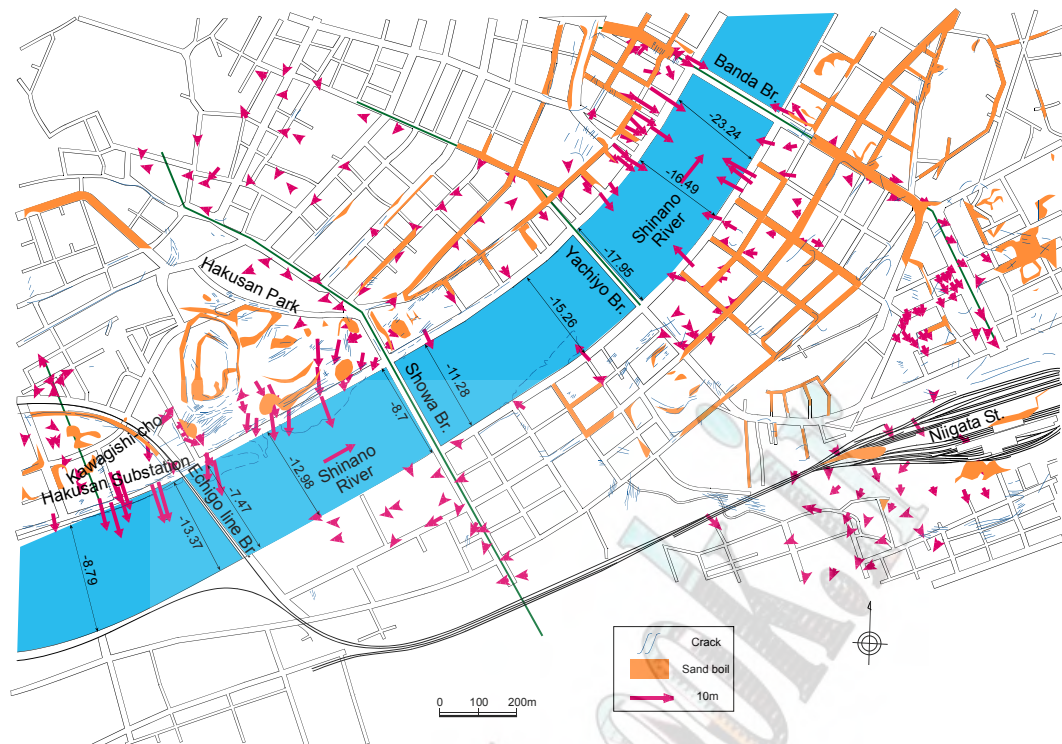 Banda Br.
-23.24
-16.49
Shinano
River
-17.95
Yachiyo Br.
-15.26
Hakusan Park
Showa Br.
-11.28
-8.7
Niigata St.
Kawagishi-cho
Hakusan Substation
Echigo line Br.
-7.47
-13.37
-12.98
Shinano
River
-8.79
Crack
Sand boil
10m
0 100 200m